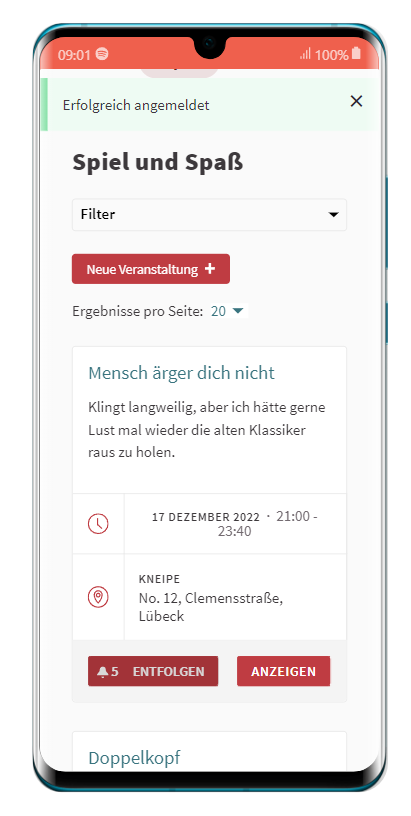 09:01 100%
Erfolgreich angemeldet
Spiel und Spaß
Filter
Neue Veranstaltung +
Ergebnisse pro Seite: 20
Mensch ärger dich nicht
Klingt langweilig, aber ich hätte gerne
Lust mal wieder die alten Klassiker
raus zu holen.
17 DEZEMBER 2022 · 21:00 -
23:40
KNEIPE
No. 12, Clemensstraße,
Lübeck
5 ENTFOLGEN ANZEIGEN
Doppelkopf